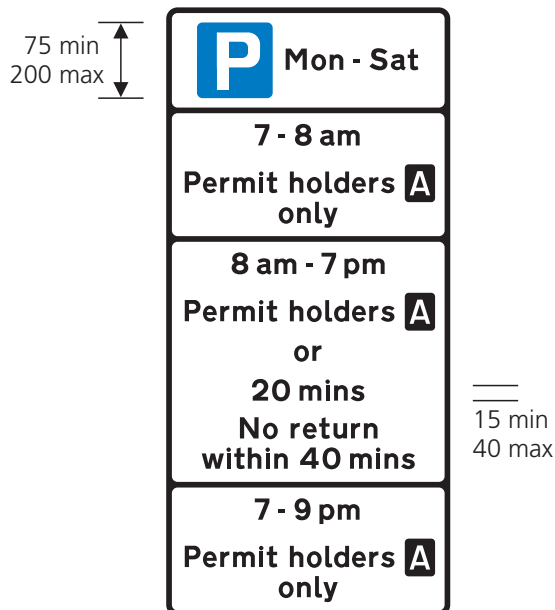 75 min
200 max
P Mon - Sat
7 - 8 am
Permit holders A
only
8 am - 7 pm
Permit holders A
or
20 mins
No return
within 40 mins
15 min
40 max
7 - 9 pm
Permit holders A
only